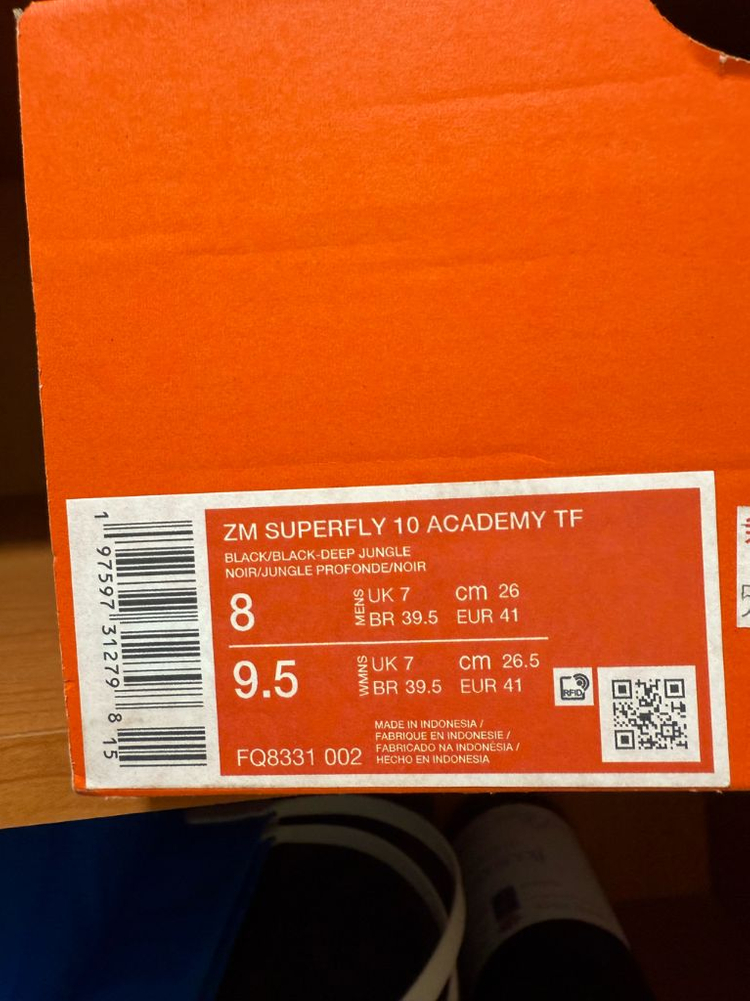 1 97597 31279 8 15
ZM SUPERFLY 10 ACADEMY TF
BLACK/BLACK-DEEP JUNGLE
NOIR/JUNGLE PROFONDE/NOIR
8
MENS
UK 7 cm 26
BR 39.5 EUR 41
9.5
WMNS
UK 7 cm 26.5
BR 39.5 EUR 41
RFID
FQ8331 002
MADE IN INDONESIA /
FABRIQUE EN INDONESIE /
FABRICADO NA INDONÉSIA /
HECHO EN INDONESIA